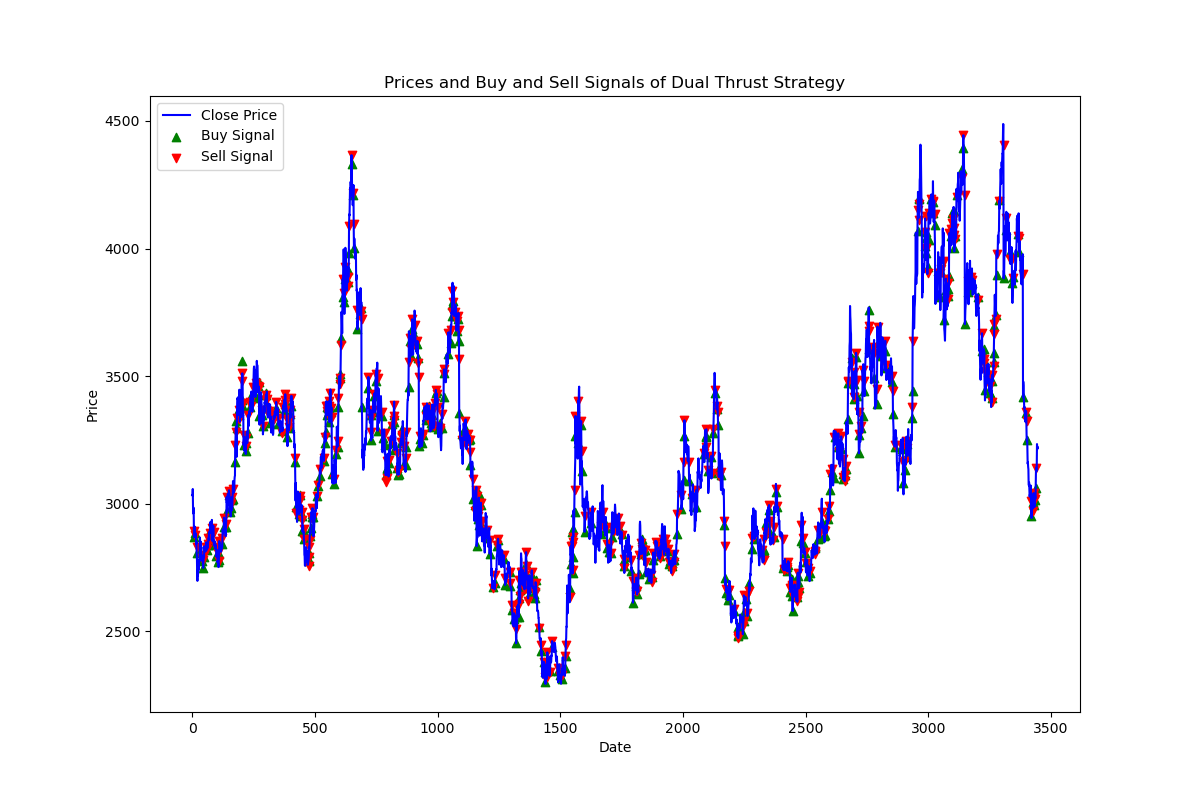 Prices and Buy and Sell Signals of Dual Thrust Strategy
Close Price
Buy Signal
Sell Signal
4500
4000
3500
3000
2500
Price
0 500 1000 1500 2000 2500 3000 3500
Date